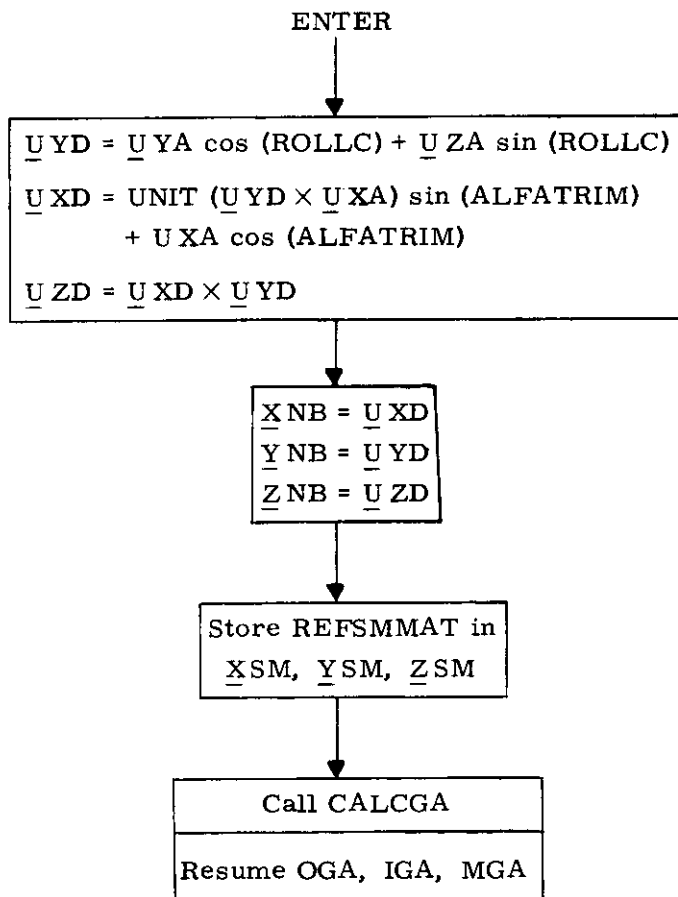 ENTER
U YD = U YA cos (ROLLC) + U ZA sin (ROLLC)
U XD = UNIT (U YD × U XA) sin (ALFATRIM)
+ U XA cos (ALFATRIM)
U ZD = U XD × U YD
X NB = U XD
Y NB = U YD
Z NB = U ZD
Store REFSMMAT in
X SM, Y SM, Z SM
Call CALCGA
Resume OGA, IGA, MGA